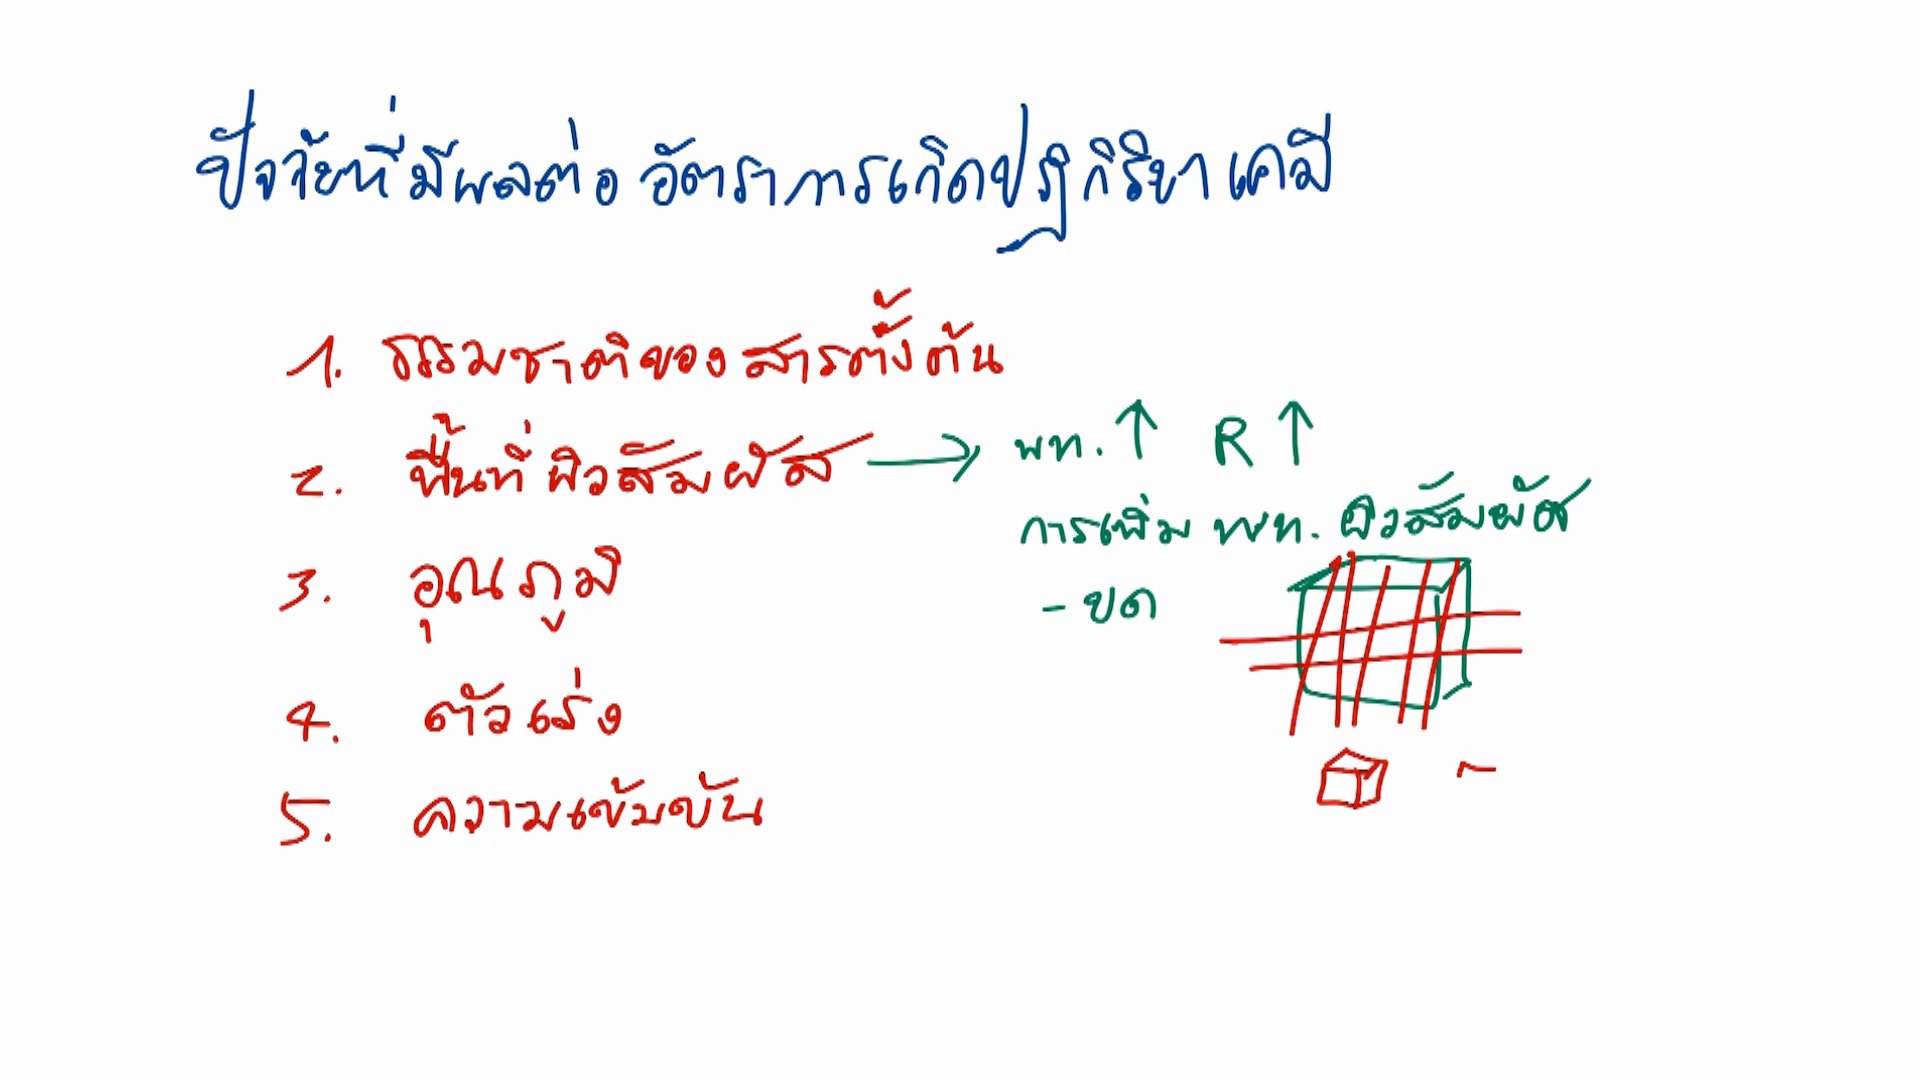 ปัจจัยที่มีผลต่อ อัตราการเกิดปฏิกิริยาเคมี
1. ธรรมชาติของสารตั้งต้น
2. พื้นที่ผิวสัมผัส → พท. ↑ R ↑
การเพิ่ม พท. ผิวสัมผัส
- บด
3. อุณภูมิ
4. ตัวเร่ง
5. ความเข้มข้น